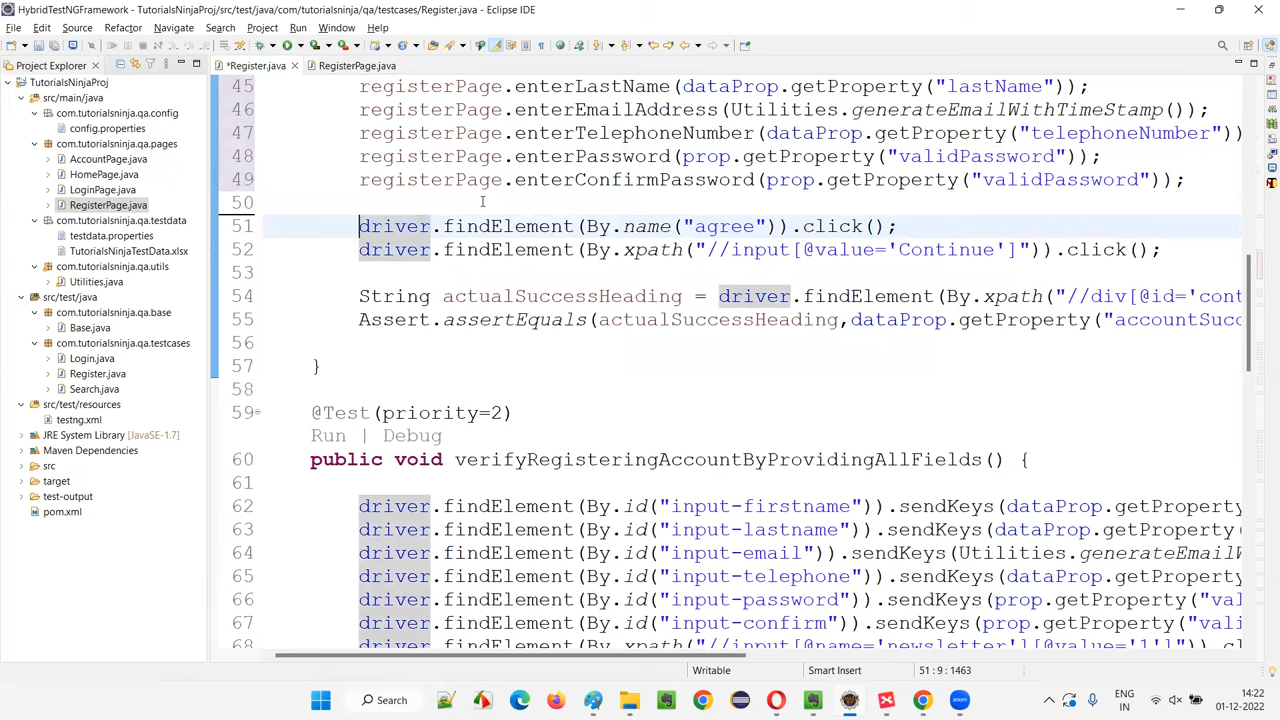 HybridTestNGFramework - TutorialsNinjaProj/src/test/java/com/tutorialsninja/qa/testcases/Register.java - Eclipse IDE
File Edit Source Refactor Navigate Search Project Run Window Help
Project Explorer
*Register.java
RegisterPage.java
TutorialsNinjaProj
src/main/java
com.tutorialsninja.qa.config
config.properties
com.tutorialsninja.qa.pages
AccountPage.java
HomePage.java
LoginPage.java
RegisterPage.java
com.tutorialsninja.qa.testdata
testdata.properties
TutorialsNinjaTestData.xlsx
com.tutorialsninja.qa.utils
Utilities.java
src/test/java
com.tutorialsninja.qa.base
Base.java
com.tutorialsninja.qa.testcases
Login.java
Register.java
Search.java
src/test/resources
testng.xml
JRE System Library [JavaSE-1.7]
Maven Dependencies
src
target
test-output
pom.xml
45 registerPage.enterLastName(dataProp.getProperty("lastName"));
46 registerPage.enterEmailAddress(Utilities.generateEmailWithTimeStamp());
47 registerPage.enterTelephoneNumber(dataProp.getProperty("telephoneNumber"))
48 registerPage.enterPassword(prop.getProperty("validPassword"));
49 registerPage.enterConfirmPassword(prop.getProperty("validPassword"));
50
51 driver.findElement(By.name("agree")).click();
52 driver.findElement(By.xpath("//input[@value='Continue']")).click();
53
54 String actualSuccessHeading = driver.findElement(By.xpath("//div[@id='cont
55 Assert.assertEquals(actualSuccessHeading,dataProp.getProperty("accountSucc
56
57 }
58
59 @Test(priority=2)
Run | Debug
60 public void verifyRegisteringAccountByProvidingAllFields() {
61
62 driver.findElement(By.id("input-firstname")).sendKeys(dataProp.getProperty
63 driver.findElement(By.id("input-lastname")).sendKeys(dataProp.getProperty(
64 driver.findElement(By.id("input-email")).sendKeys(Utilities.generateEmailW
65 driver.findElement(By.id("input-telephone")).sendKeys(dataProp.getProperty
66 driver.findElement(By.id("input-password")).sendKeys(prop.getProperty("val
67 driver.findElement(By.id("input-confirm")).sendKeys(prop.getProperty("vali
68 driver.findElement(By.xpath("//input[@name='newsletter'][@value='1']").cl
Writable Smart Insert 51 : 9 : 1463
Search
ENG
IN
14:22
01-12-2022